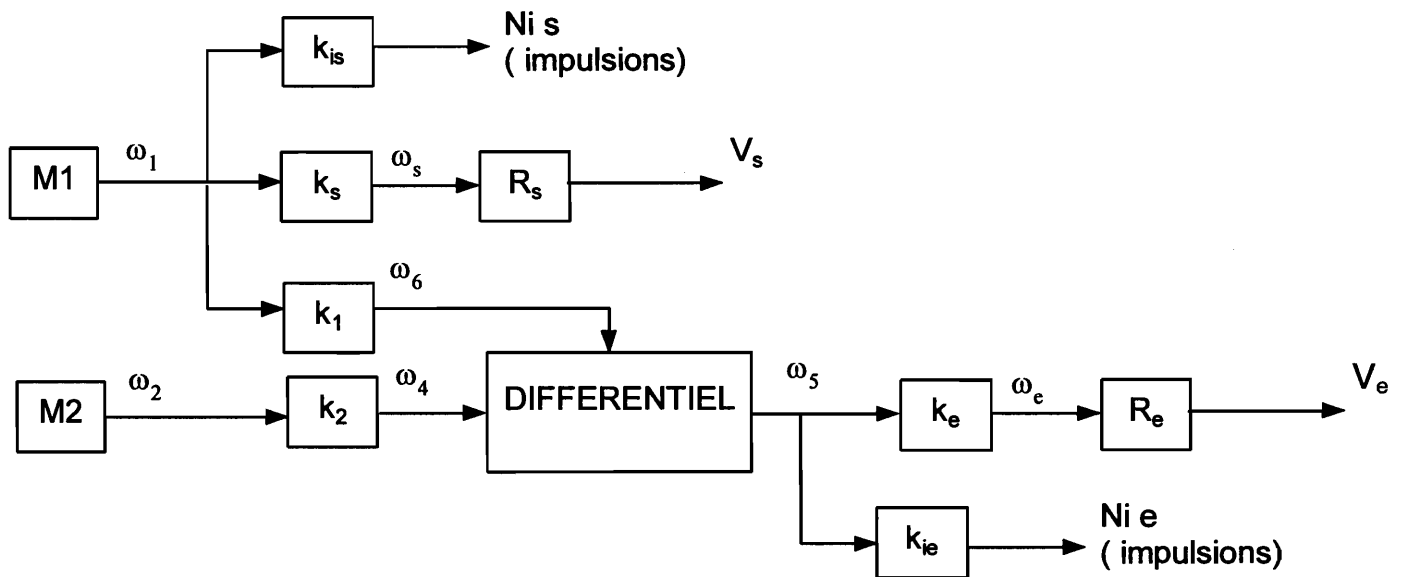 Ni s
( impulsions)
kis
M1
ω1
ks
ωs
Rs
Vs
k1
ω6
M2
ω2
k2
ω4
DIFFERENTIEL
ω5
ke
ωe
Re
Ve
kie
Ni e
( impulsions)